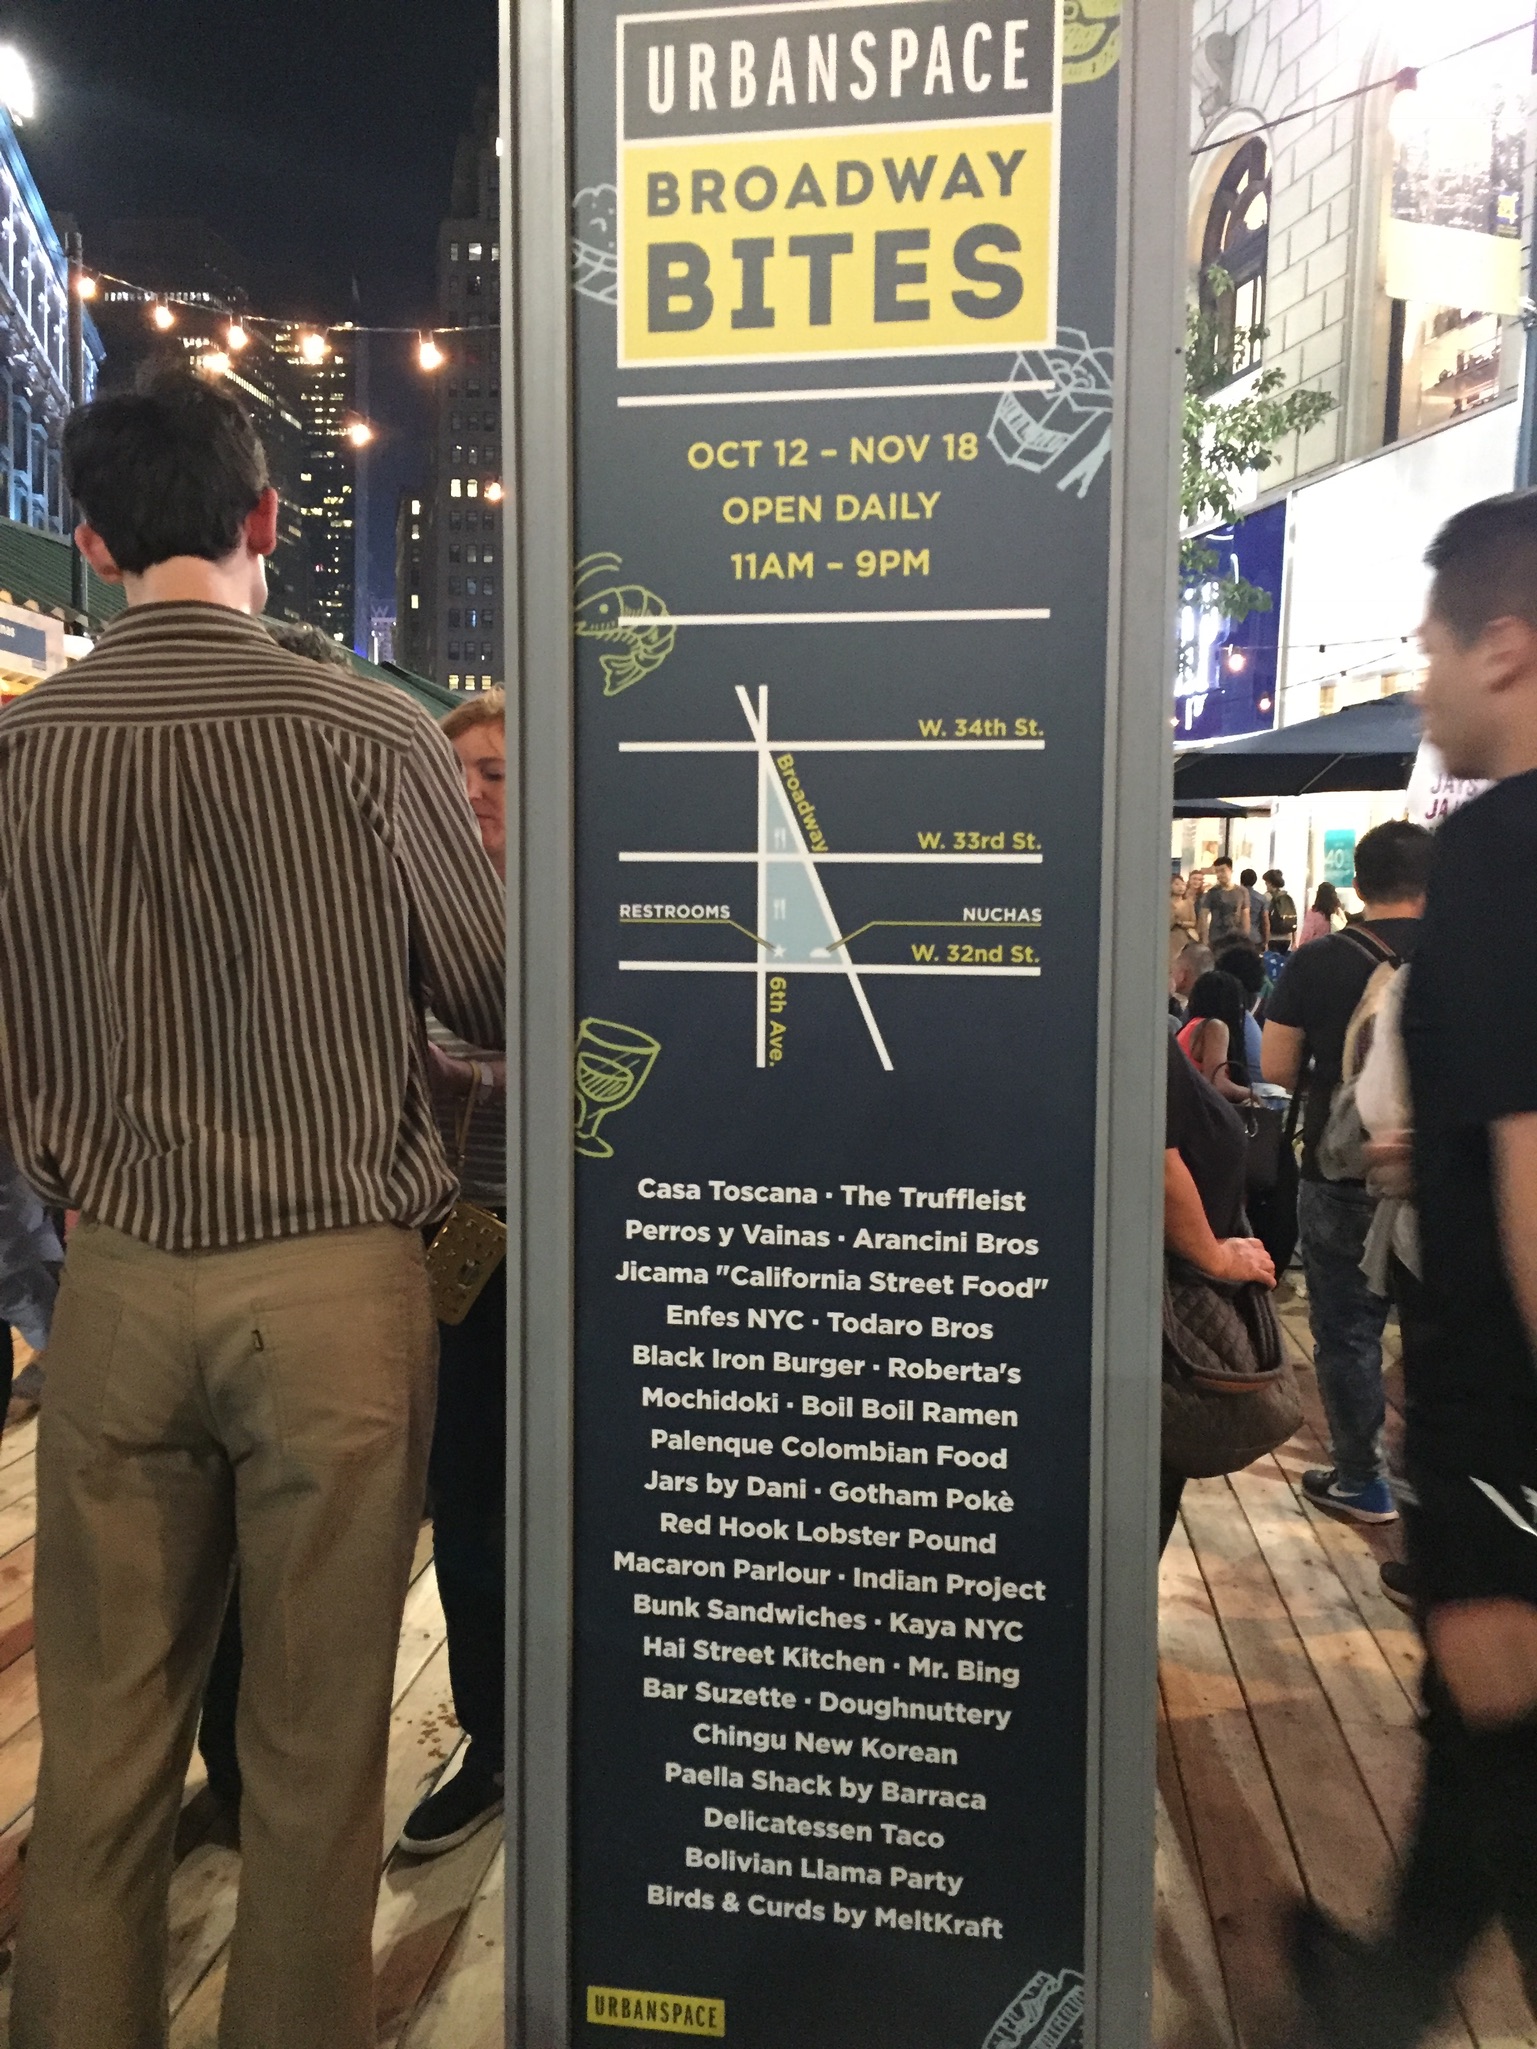 URBANSPACE
BROADWAY
BITES
OCT 12 – NOV 18
OPEN DAILY
11AM – 9PM
W. 34th St.
Broadway
W. 33rd St.
RESTROOMS
NUCHAS
W. 32nd St.
6th Ave.
Casa Toscana · The Truffleist
Perros y Vainas · Arancini Bros
Jicama "California Street Food"
Enfes NYC · Todaro Bros
Black Iron Burger · Roberta's
Mochidoki · Boil Boil Ramen
Palenque Colombian Food
Jars by Dani · Gotham Pokè
Red Hook Lobster Pound
Macaron Parlour · Indian Project
Bunk Sandwiches · Kaya NYC
Hai Street Kitchen · Mr. Bing
Bar Suzette · Doughnuttery
Chingu New Korean
Paella Shack by Barraca
Delicatessen Taco
Bolivian Llama Party
Birds & Curds by MeltKraft
URBANSPACE
JAYS
40